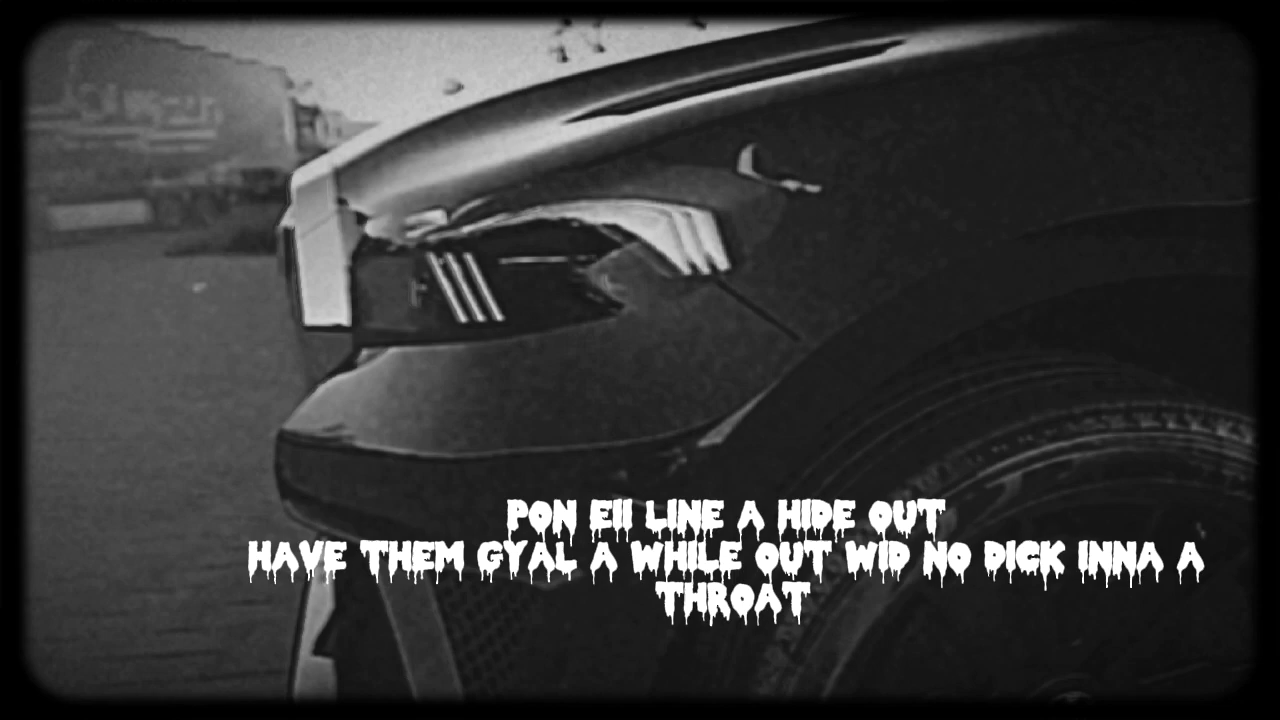 PON EII LINE A HIDE OUT
HAVE THEM GYAL A WHILE OUT WID NO DICK INNA A
THROAT